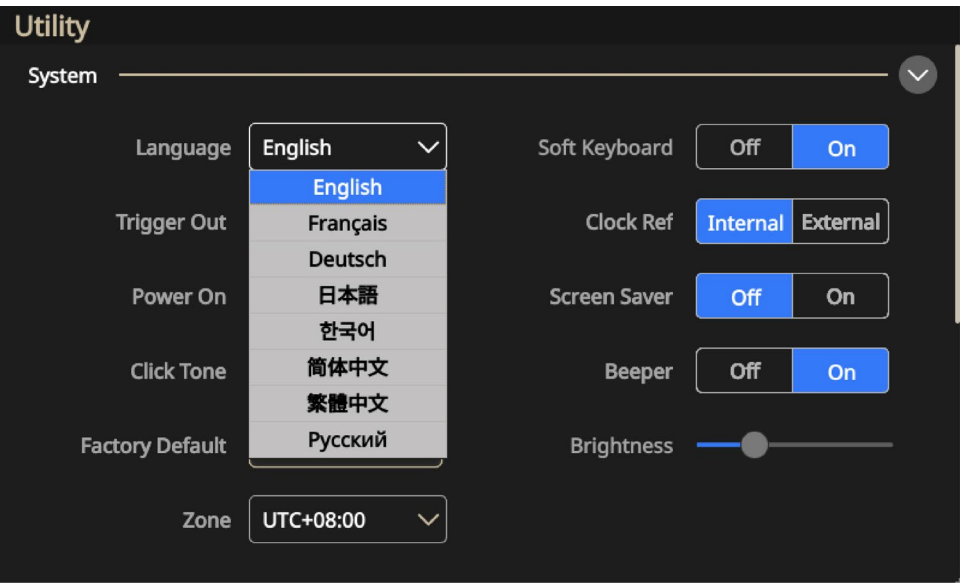 Utility
System
Language English Soft Keyboard Off On
English
Français
Trigger Out Clock Ref Internal External
Deutsch
日本語
Power On Screen Saver Off On
한국어
简体中文
Click Tone Beeper Off On
繁體中文
Русский
Factory Default Brightness
Zone UTC+08:00